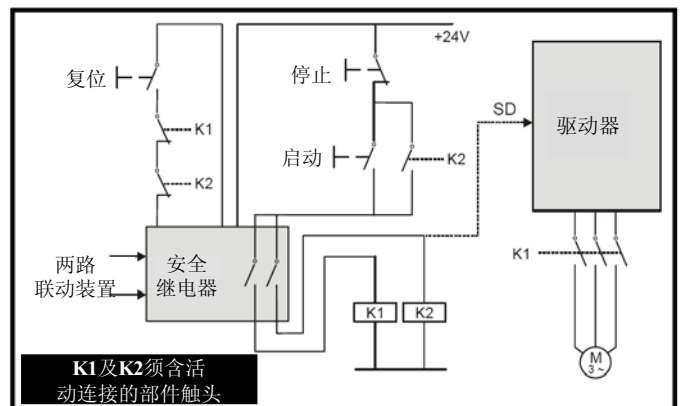 +24V
复位
停止
K1
SD
驱动器
启动
K2
K2
K1
两路
联动装置
安全
继电器
K1
K2
M
3 ~
K1及K2须含活
动连接的部件触头